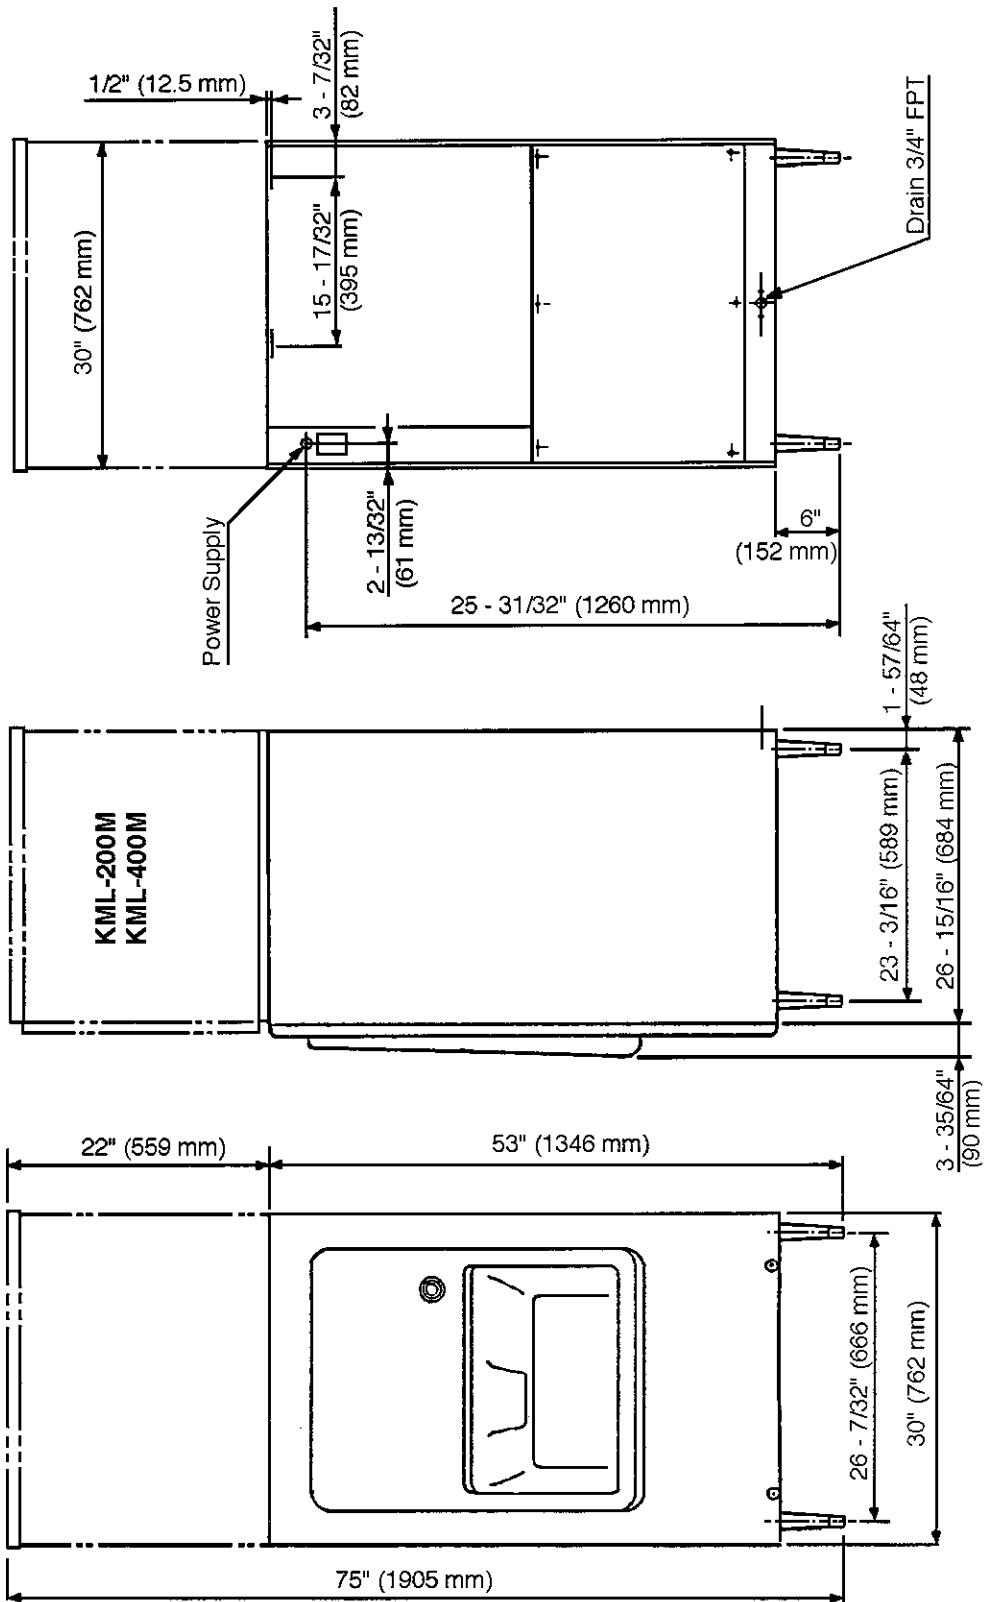 1/2" (12.5 mm)
3 - 7/32"
(82 mm)
30" (762 mm)
15 - 17/32"
(395 mm)
Drain 3/4" FPT
Power Supply
2 - 13/32"
(61 mm)
6"
(152 mm)
25 - 31/32" (1260 mm)
KML-200M
KML-400M
1 - 57/64"
(48 mm)
23 - 3/16" (589 mm)
26 - 15/16" (684 mm)
3 - 35/64"
(90 mm)
22" (559 mm)
53" (1346 mm)
26 - 7/32" (666 mm)
30" (762 mm)
75" (1905 mm)